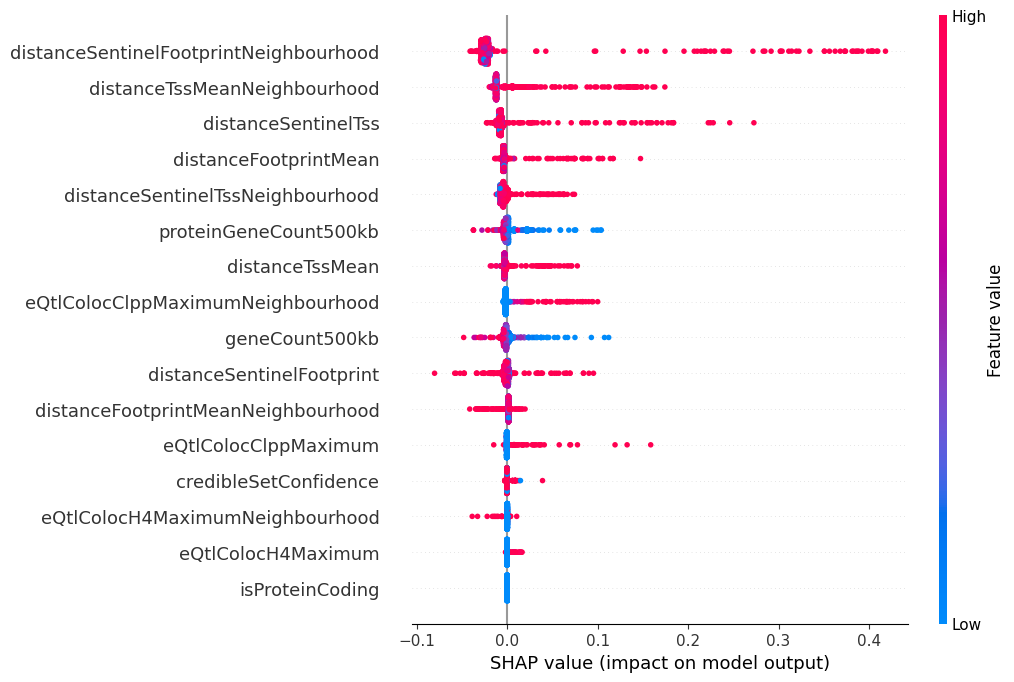 High
distanceSentinelFootprintNeighbourhood
distanceTssMeanNeighbourhood
distanceSentinelTss
distanceFootprintMean
distanceSentinelTssNeighbourhood
proteinGeneCount500kb
distanceTssMean
eQtlColocClppMaximumNeighbourhood
geneCount500kb
distanceSentinelFootprint
distanceFootprintMeanNeighbourhood
eQtlColocClppMaximum
credibleSetConfidence
eQtlColocH4MaximumNeighbourhood
eQtlColocH4Maximum
isProteinCoding
Feature value
Low
−0.1 0.0 0.1 0.2 0.3 0.4
SHAP value (impact on model output)